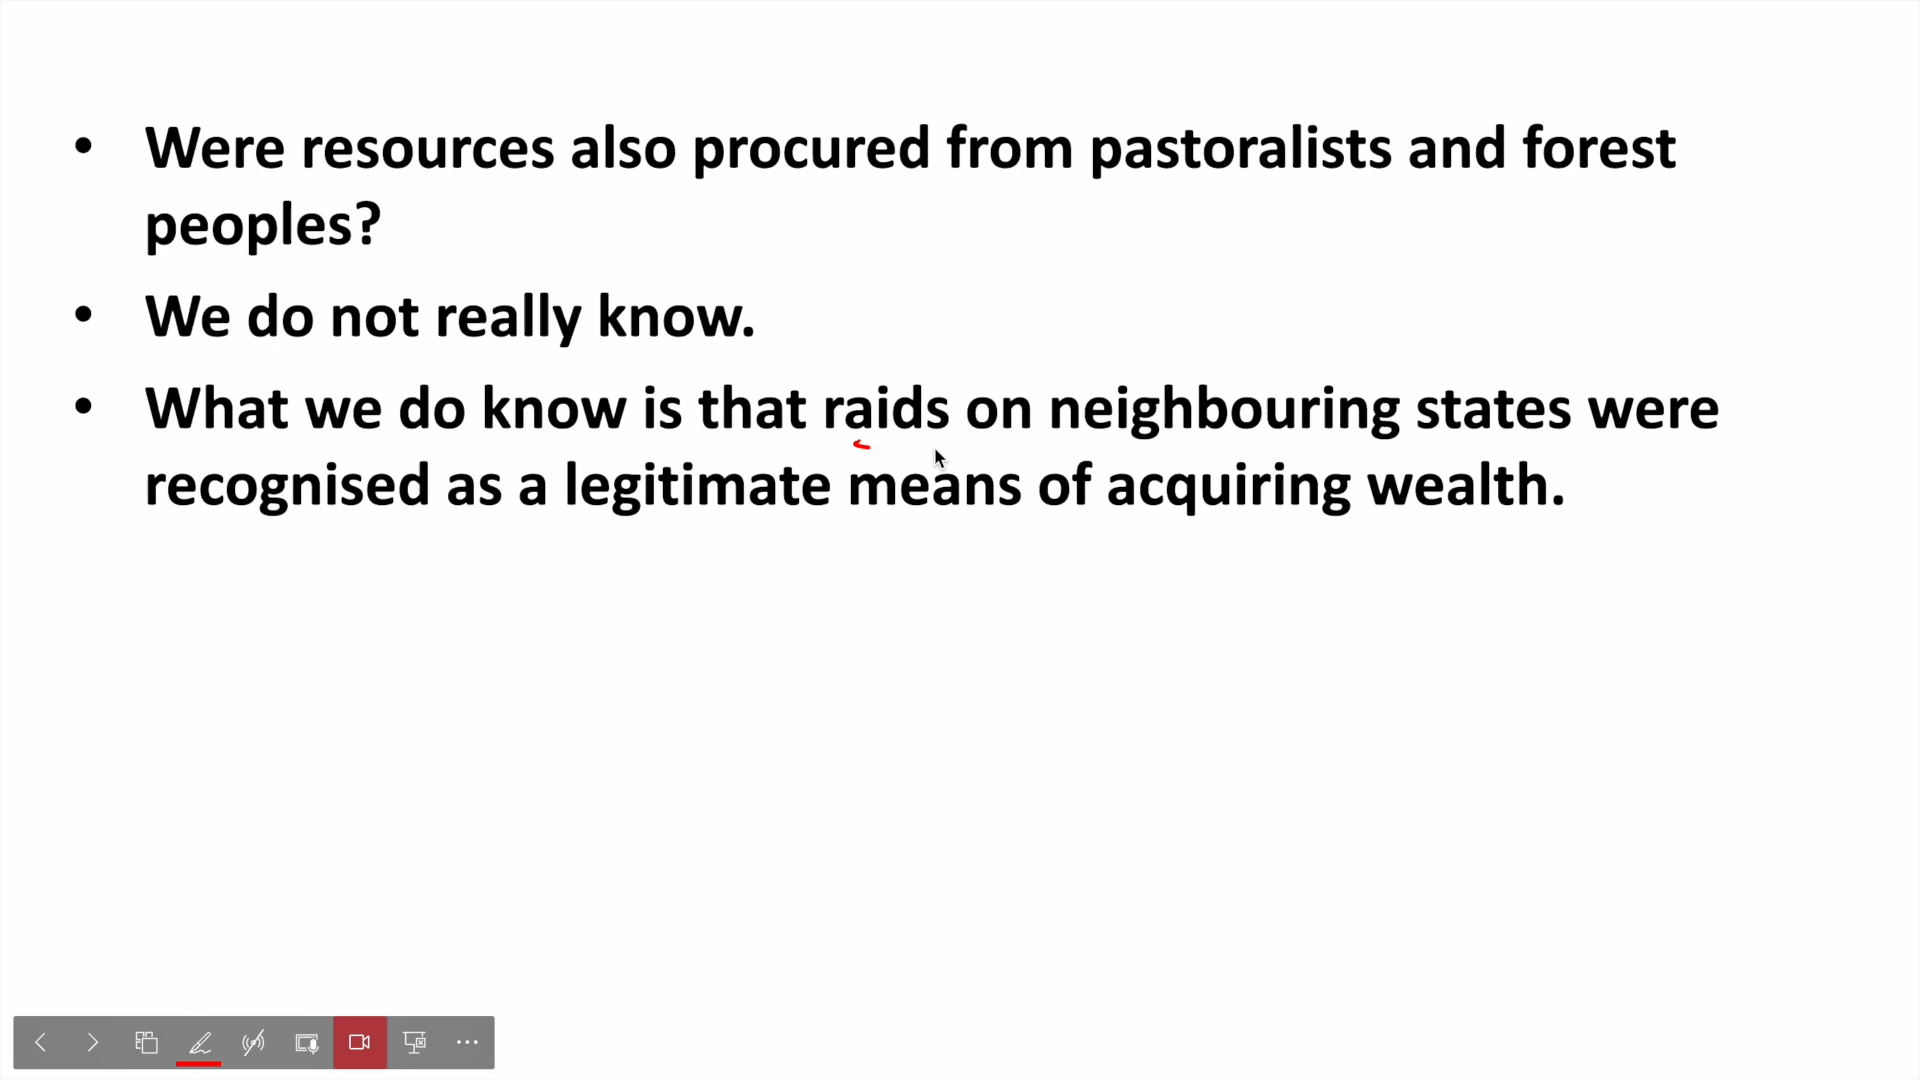 • Were resources also procured from pastoralists and forest
peoples?
• We do not really know.
• What we do know is that raids on neighbouring states were
recognised as a legitimate means of acquiring wealth.